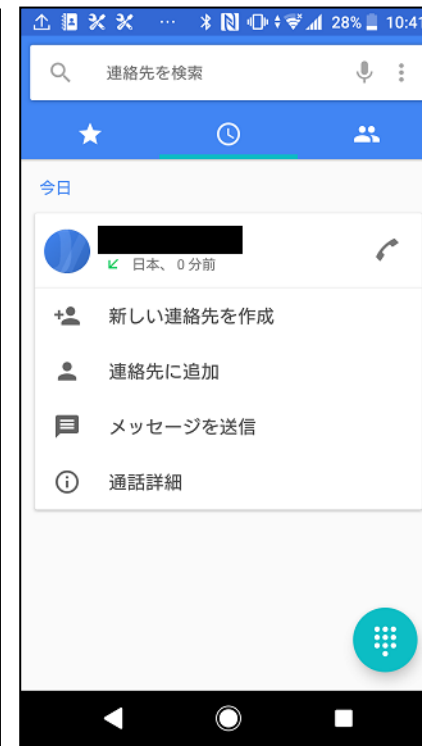 28% 10:41
連絡先を検索
今日
日本、0 分前
新しい連絡先を作成
連絡先に追加
メッセージを送信
通話詳細